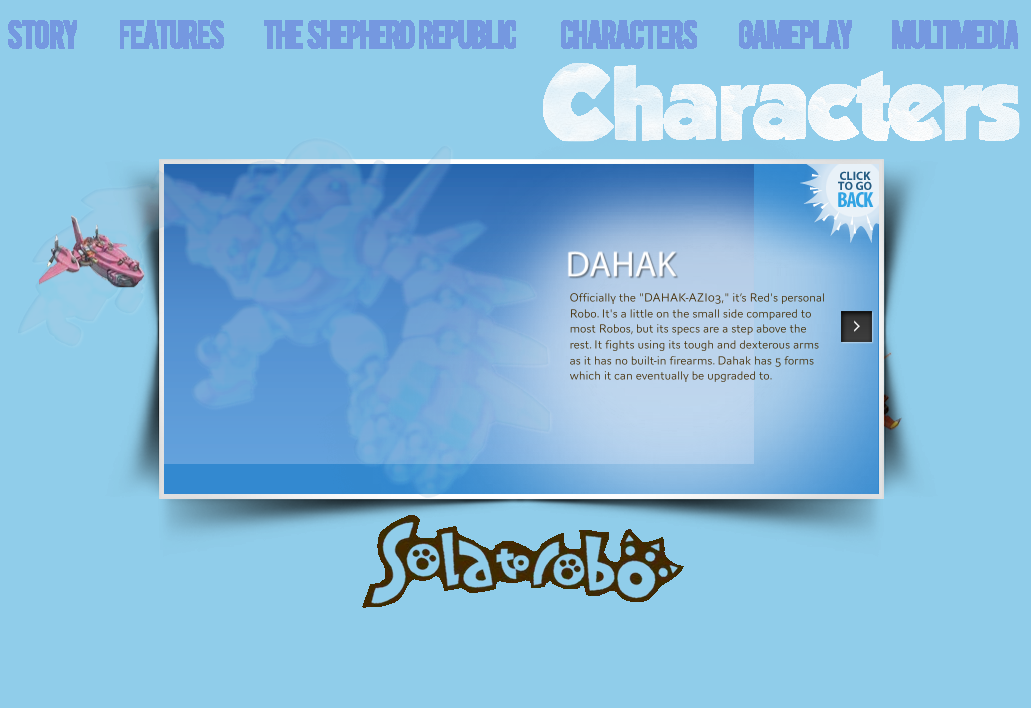 STORY FEATURES THE SHEPHERD REPUBLIC CHARACTERS GAMEPLAY MULTIMEDIA
Characters
CLICK
TO GO
BACK
DAHAK
Officially the "DAHAK-AZI03," it's Red's personal
Robo. It's a little on the small side compared to
most Robos, but its specs are a step above the
rest. It fights using its tough and dexterous arms
as it has no built-in firearms. Dahak has 5 forms
which it can eventually be upgraded to.
Solatorobo